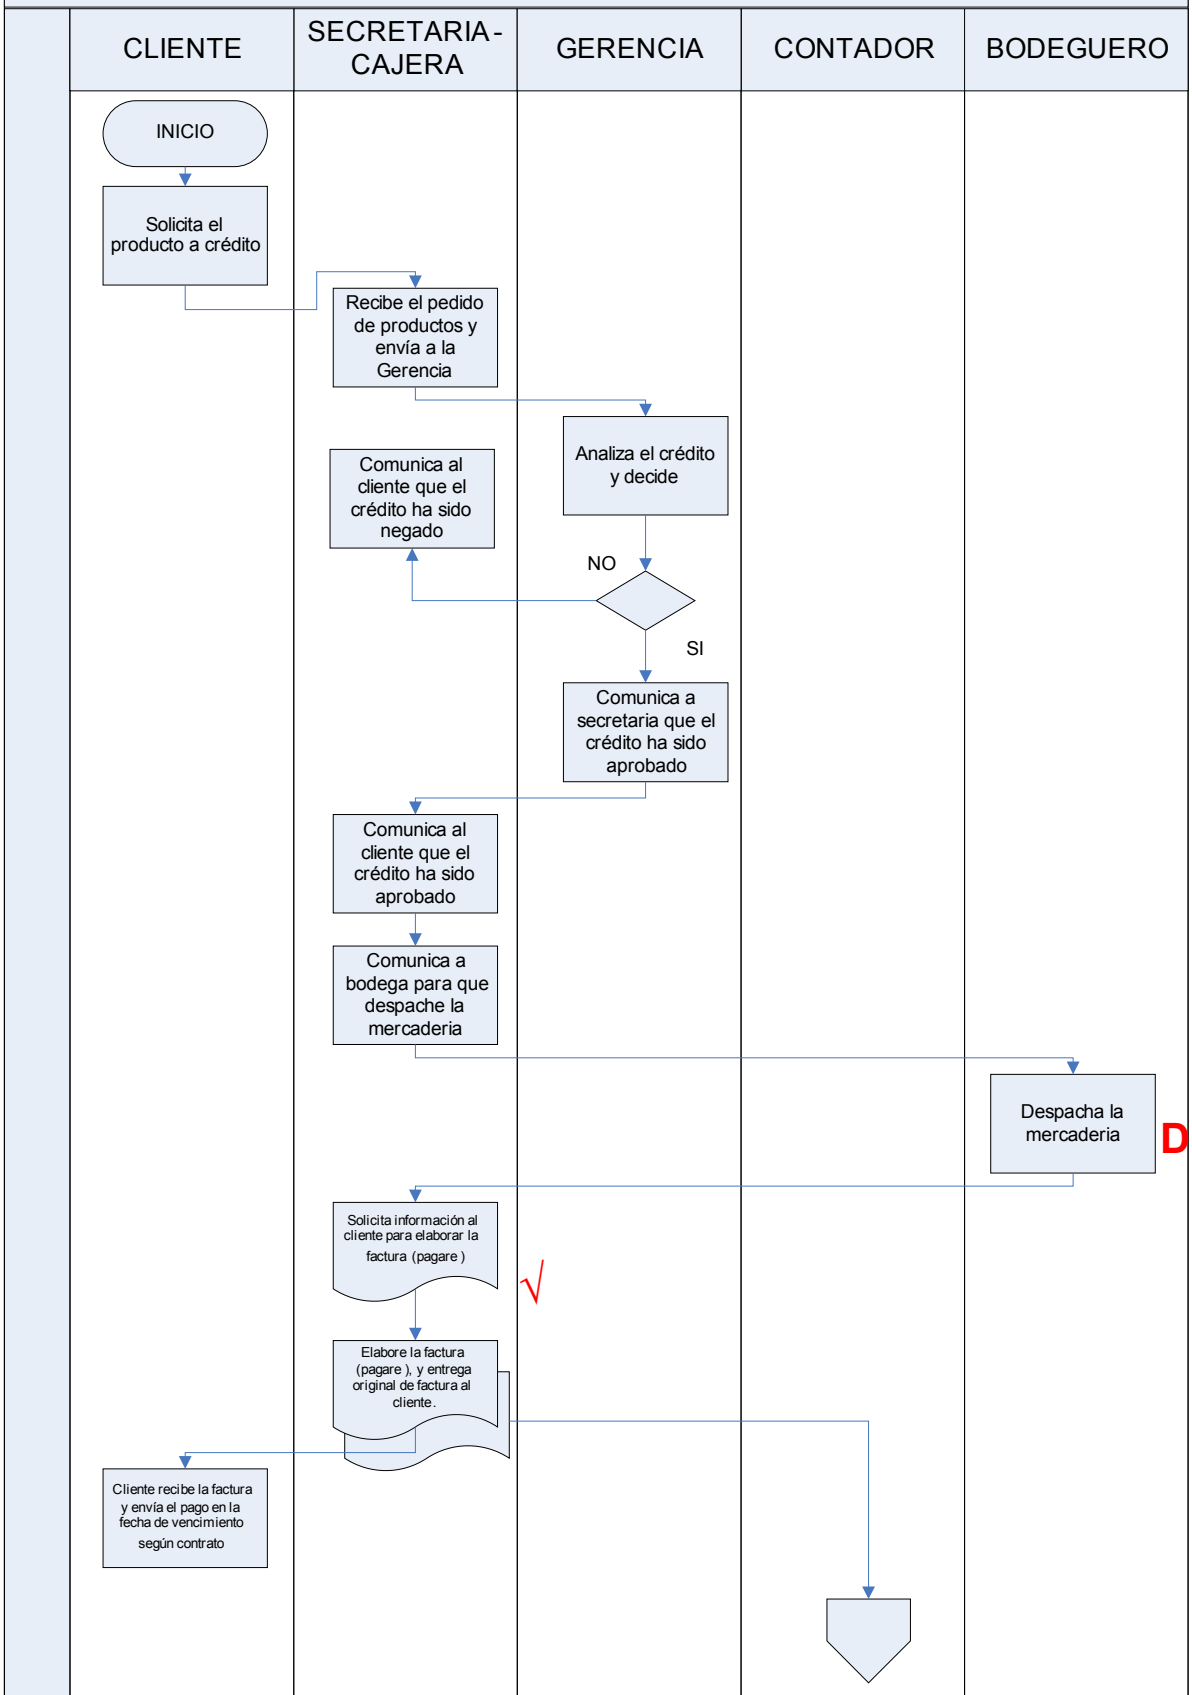 CLIENTE
SECRETARIA-
CAJERA
GERENCIA
CONTADOR
BODEGUERO
INICIO
Solicita el
producto a crédito
Recibe el pedido
de productos y
envía a la
Gerencia
Analiza el crédito
y decide
Comunica al
cliente que el
crédito ha sido
negado
NO
SI
Comunica a
secretaria que el
crédito ha sido
aprobado
Comunica al
cliente que el
crédito ha sido
aprobado
Comunica a
bodega para que
despache la
mercaderia
Despacha la
mercaderia
D
Solicita información al
cliente para elaborar la
factura (pagare )
√
Elabore la factura
(pagare ), y entrega
original de factura al
cliente.
Cliente recibe la factura
y envía el pago en la
fecha de vencimiento
según contrato